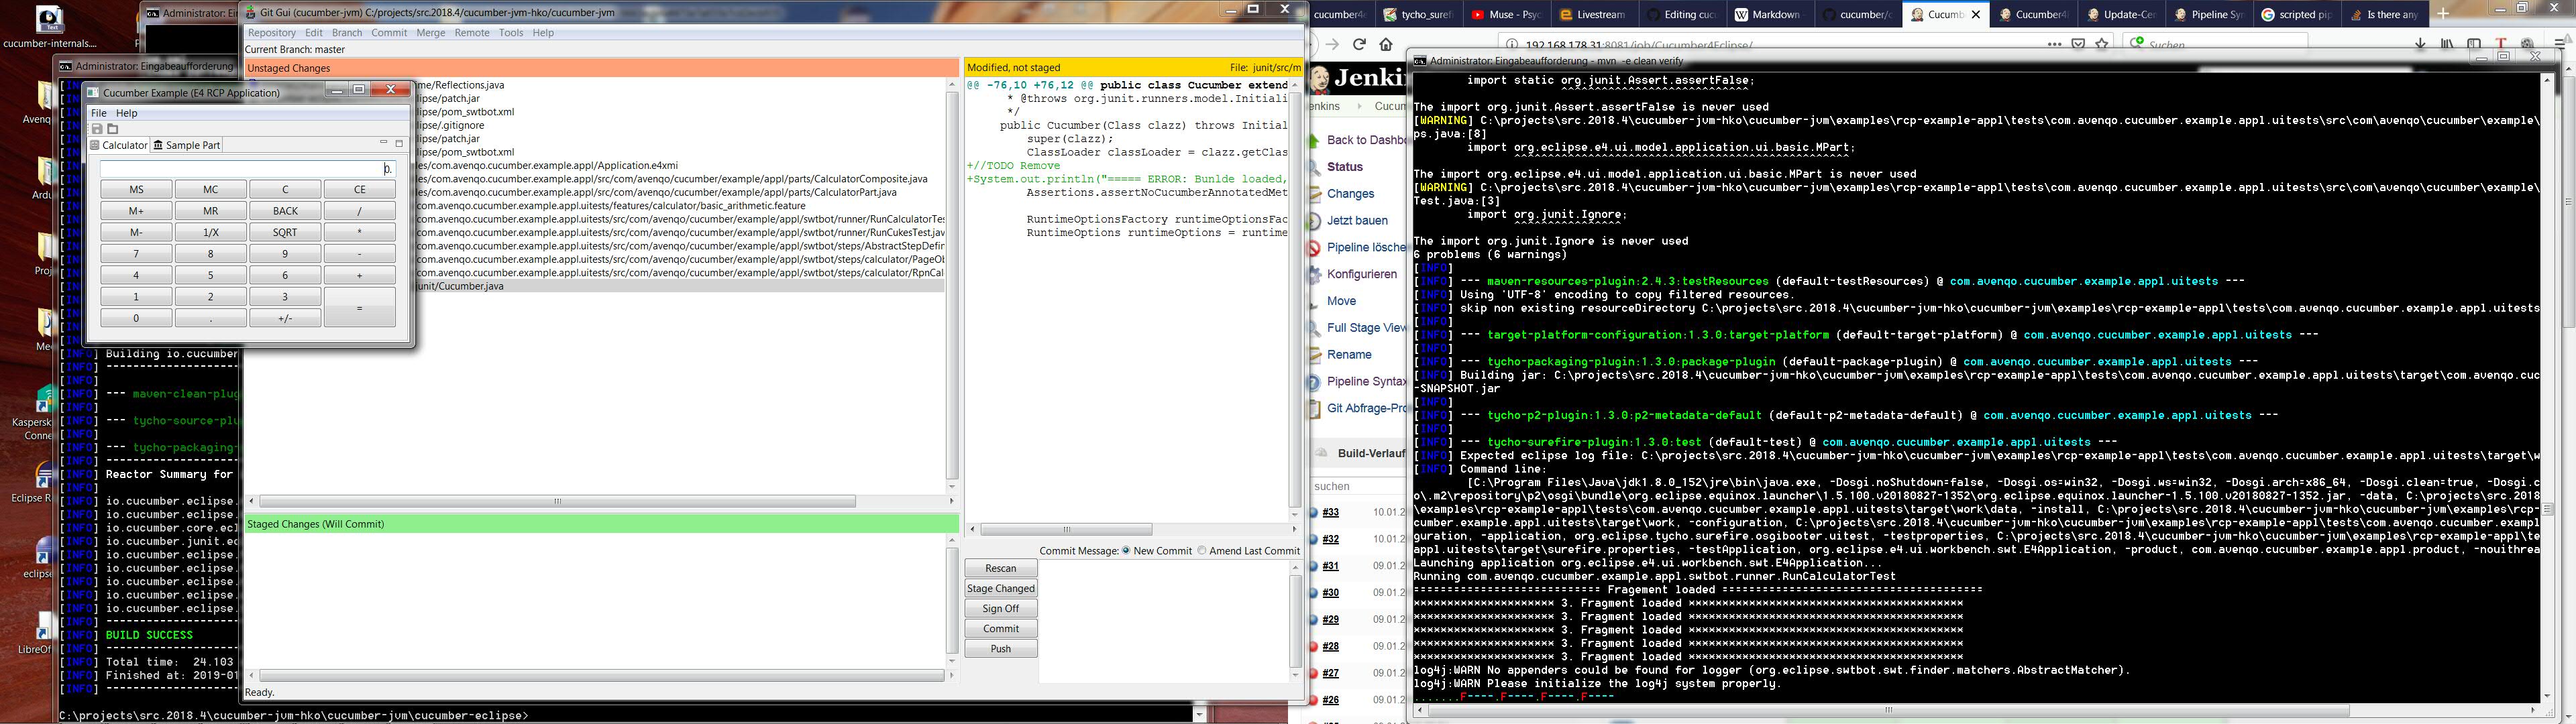 cucumber-internals....
Kaspersk
Conne
Eclipse R
eclipse
LibreOf
Administrator: Eingabeaufforderung
[INFO] Building io.cucumber
[INFO] --- maven-clean-plug
[INFO] --- tycho-source-plu
[INFO] --- tycho-packaging-
[INFO] Reactor Summary for
[INFO] io.cucumber.eclipse.
[INFO] io.cucumber.eclipse.
[INFO] io.cucumber.core.ecl
[INFO] io.cucumber.junit.ec
[INFO] io.cucumber.eclipse.
[INFO] io.cucumber.eclipse.
[INFO] io.cucumber.eclipse.
[INFO] io.cucumber.eclipse.
[INFO] io.cucumber.eclipse.
[INFO] BUILD SUCCESS
[INFO] Total time:  24.103
[INFO] Finished at: 2019-01
C:\projects\src.2018.4\cucumber-jvm-hko\cucumber-jvm\cucumber-eclipse>
Cucumber Example (E4 RCP Application)
File Help
Calculator Sample Part
0.
MS MC C CE
M+ MR BACK /
M- 1/X SQRT *
7 8 9 -
4 5 6 +
1 2 3 =
0 . +/-
Git Gui (cucumber-jvm) C:/projects/src.2018.4/cucumber-jvm-hko/cucumber-jvm
Repository Edit Branch Commit Merge Remote Tools Help
Current Branch: master
Unstaged Changes
me/Reflections.java
clipse/patch.jar
clipse/pom_swtbot.xml
clipse/.gitignore
clipse/patch.jar
clipse/pom_swtbot.xml
les/com.avenqo.cucumber.example.appl/Application.e4xmi
les/com.avenqo.cucumber.example.appl/src/com/avenqo/cucumber/example/appl/parts/CalculatorComposite.java
les/com.avenqo.cucumber.example.appl/src/com/avenqo/cucumber/example/appl/parts/CalculatorPart.java
com.avenqo.cucumber.example.appl.uitests/features/calculator/basic_arithmetic.feature
com.avenqo.cucumber.example.appl.uitests/src/com/avenqo/cucumber/example/appl/swtbot/runner/RunCalculatorTes
com.avenqo.cucumber.example.appl.uitests/src/com/avenqo/cucumber/example/appl/swtbot/runner/RunCukesTest.jav
com.avenqo.cucumber.example.appl.uitests/src/com/avenqo/cucumber/example/appl/swtbot/steps/AbstractStepDefin
com.avenqo.cucumber.example.appl.uitests/src/com/avenqo/cucumber/example/appl/swtbot/steps/calculator/PageOb
com.avenqo.cucumber.example.appl.uitests/src/com/avenqo/cucumber/example/appl/swtbot/steps/calculator/RpnCal
junit/Cucumber.java
Staged Changes (Will Commit)
Ready.
Modified, not staged File: junit/src/m
@@ -76,10 +76,12 @@ public class Cucumber extend
* @throws org.junit.runners.model.Initiali
*/
public Cucumber(Class clazz) throws Initial
super(clazz);
ClassLoader classLoader = clazz.getClas
+//TODO Remove
+System.out.println("===== ERROR: Bunlde loaded,
Assertions.assertNoCucumberAnnotatedMet
RuntimeOptionsFactory runtimeOptionsFac
RuntimeOptions runtimeOptions = runtime
Commit Message: New Commit Amend Last Commit
Rescan
Stage Changed
Sign Off
Commit
Push
cucumber4e tycho_surefi Muse - Psyc Livestream Editing cuc Markdown cucumber/c Cucumb Cucumber4 Update-Cen Pipeline Syn scripted pip Is there any
192.168.178.31:8081/job/Cucumber4Eclipse/ Suchen
Jenkins
enkins Cucum
Back to Dashbo
Status
Changes
Jetzt bauen
Pipeline lösche
Konfigurieren
Move
Full Stage View
Rename
Pipeline Syntax
Git Abfrage-Pro
Build-Verlauf
suchen
#33 10.01.2
#32 10.01.2
#31 09.01.2
#30 09.01.2
#29 09.01.2
#28 09.01.2
#27 09.01.2
#26 09.01.2
Administrator: Eingabeaufforderung - mvn  -e clean verify
import static org.junit.Assert.assertFalse;
The import org.junit.Assert.assertFalse is never used
[WARNING] C:\projects\src.2018.4\cucumber-jvm-hko\cucumber-jvm\examples\rcp-example-appl\tests\com.avenqo.cucumber.example.appl.uitests\src\com\avenqo\cucumber\example\
ps.java:[8]
import org.eclipse.e4.ui.model.application.ui.basic.MPart;
The import org.eclipse.e4.ui.model.application.ui.basic.MPart is never used
[WARNING] C:\projects\src.2018.4\cucumber-jvm-hko\cucumber-jvm\examples\rcp-example-appl\tests\com.avenqo.cucumber.example.appl.uitests\src\com\avenqo\cucumber\example\
Test.java:[3]
import org.junit.Ignore;
The import org.junit.Ignore is never used
6 problems (6 warnings)
[INFO]
[INFO] --- maven-resources-plugin:2.4.3:testResources (default-testResources) @ com.avenqo.cucumber.example.appl.uitests ---
[INFO] Using 'UTF-8' encoding to copy filtered resources.
[INFO] skip non existing resourceDirectory C:\projects\src.2018.4\cucumber-jvm-hko\cucumber-jvm\examples\rcp-example-appl\tests\com.avenqo.cucumber.example.appl.uitests
[INFO]
[INFO] --- target-platform-configuration:1.3.0:target-platform (default-target-platform) @ com.avenqo.cucumber.example.appl.uitests ---
[INFO]
[INFO] --- tycho-packaging-plugin:1.3.0:package-plugin (default-package-plugin) @ com.avenqo.cucumber.example.appl.uitests ---
[INFO] Building jar: C:\projects\src.2018.4\cucumber-jvm-hko\cucumber-jvm\examples\rcp-example-appl\tests\com.avenqo.cucumber.example.appl.uitests\target\com.avenqo.cuc
-SNAPSHOT.jar
[INFO]
[INFO] --- tycho-p2-plugin:1.3.0:p2-metadata-default (default-p2-metadata-default) @ com.avenqo.cucumber.example.appl.uitests ---
[INFO]
[INFO] --- tycho-surefire-plugin:1.3.0:test (default-test) @ com.avenqo.cucumber.example.appl.uitests ---
[INFO] Expected eclipse log file: C:\projects\src.2018.4\cucumber-jvm-hko\cucumber-jvm\examples\rcp-example-appl\tests\com.avenqo.cucumber.example.appl.uitests\target\w
[INFO] Command line:
[C:\Program Files\Java\jdk1.8.0_152\jre\bin\java.exe, -Dosgi.noShutdown=false, -Dosgi.os=win32, -Dosgi.ws=win32, -Dosgi.arch=x86_64, -Dosgi.clean=true, -Dosgi.c
o\.m2\repository\p2\osgi\bundle\org.eclipse.equinox.launcher\1.5.100.v20180827-1352\org.eclipse.equinox.launcher-1.5.100.v20180827-1352.jar, -data, C:\projects\src.2018
\examples\rcp-example-appl\tests\com.avenqo.cucumber.example.appl.uitests\target\work\data, -install, C:\projects\src.2018.4\cucumber-jvm-hko\cucumber-jvm\examples\rcp-
cumber.example.appl.uitests\target\work, -configuration, C:\projects\src.2018.4\cucumber-jvm-hko\cucumber-jvm\examples\rcp-example-appl\tests\com.avenqo.cucumber.exampl
guration, -application, org.eclipse.tycho.surefire.osgibooter.uitest, -testproperties, C:\projects\src.2018.4\cucumber-jvm-hko\cucumber-jvm\examples\rcp-example-appl\te
appl.uitests\target\surefire.properties, -testApplication, org.eclipse.e4.ui.workbench.swt.E4Application, -product, com.avenqo.cucumber.example.appl.product, -nouithrea
Launching application org.eclipse.e4.ui.workbench.swt.E4Application...
Running com.avenqo.cucumber.example.appl.swtbot.runner.RunCalculatorTest
---------------------------- Fragement loaded ---------------------------------------
********************* 3. Fragment loaded *****************************************
********************* 3. Fragment loaded *****************************************
********************* 3. Fragment loaded *****************************************
********************* 3. Fragment loaded *****************************************
********************* 3. Fragment loaded *****************************************
log4j:WARN No appenders could be found for logger (org.eclipse.swtbot.swt.finder.matchers.AbstractMatcher).
log4j:WARN Please initialize the log4j system properly.
.......F----.F----.F----.F----